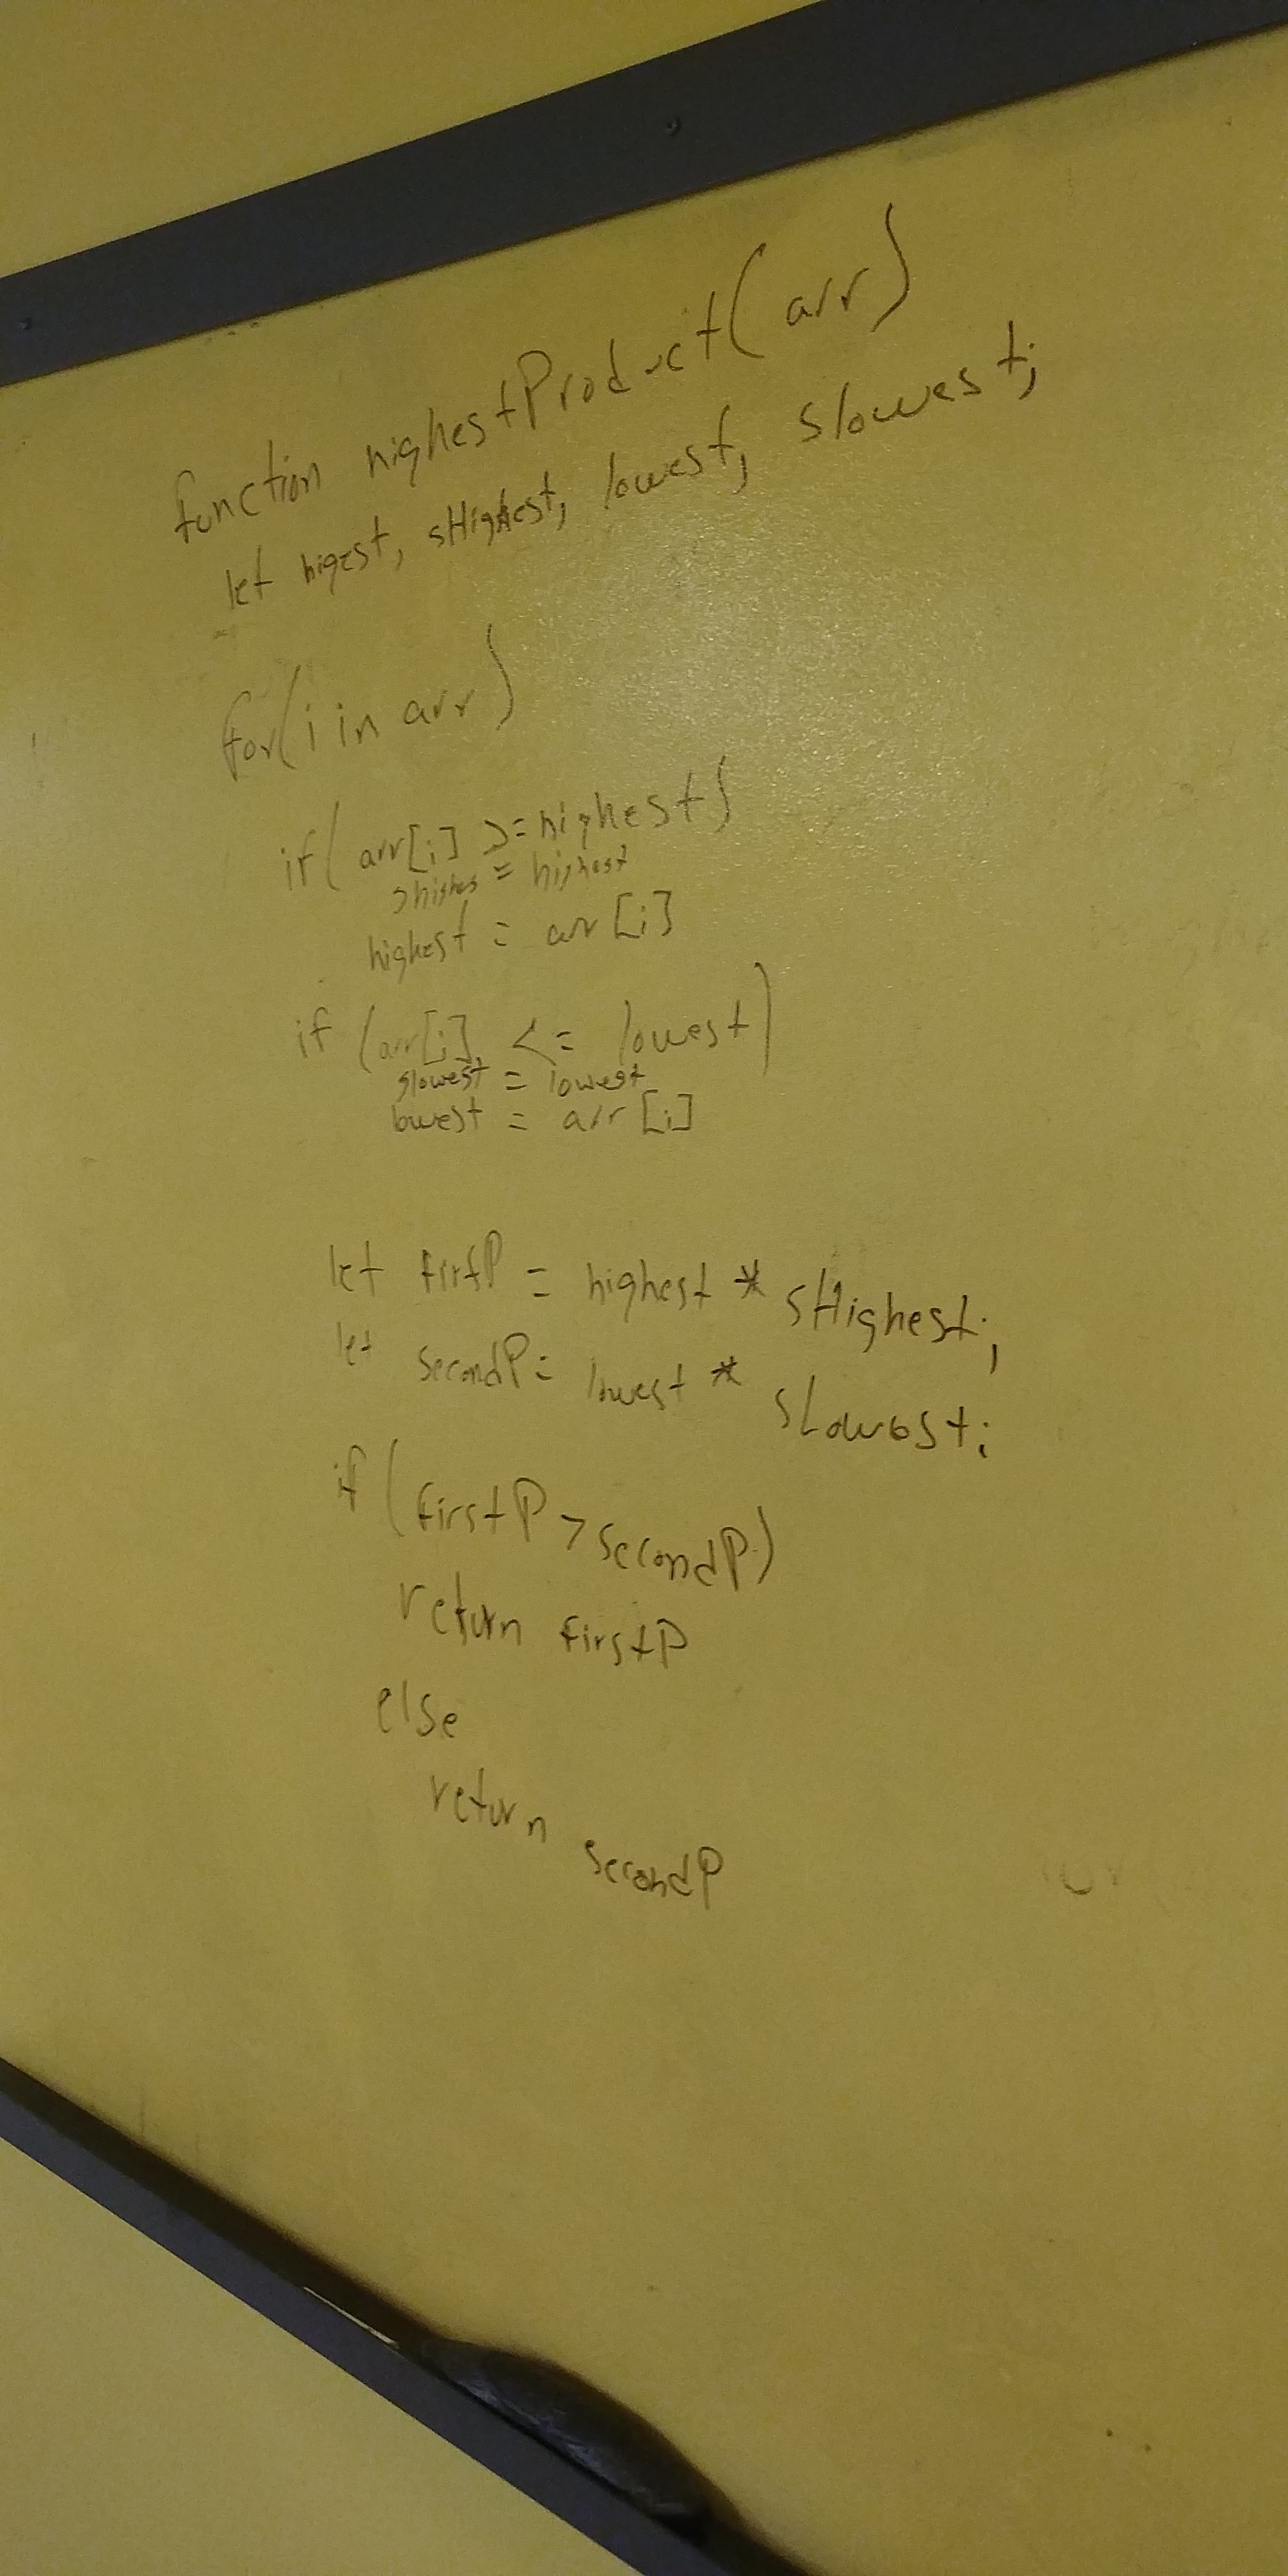 function highestProduct(arr)
let higest, sHighest, lowest, slowest;
for(i in arr)
if( arr[i] >= highest)
shighes = highest
highest = arr[i]
if (arr[i] <= lowest)
slowest = lowest
lowest = arr[i]
let firtP = highest * sHighest;
let secondP = lowest * sLowest;
if (firstP > secondP)
return firstP
else
return secondP